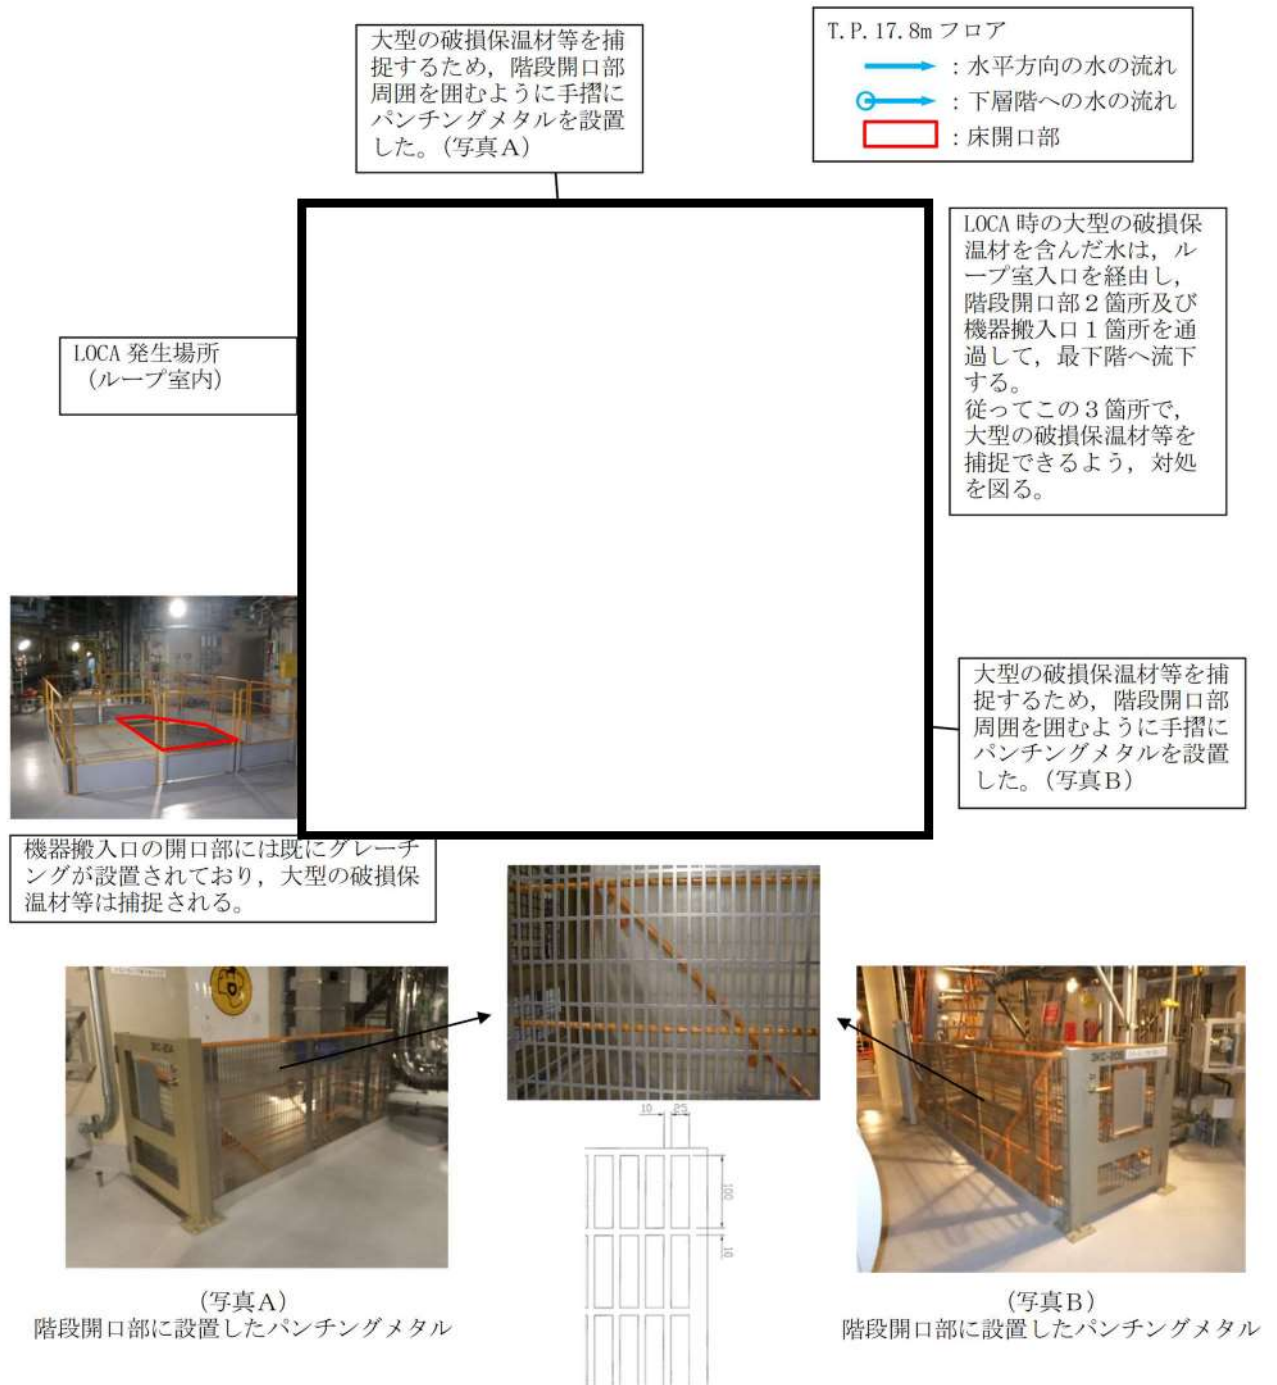 大型の破損保温材等を捕
捉するため，階段開口部
周囲を囲むように手摺に
パンチングメタルを設置
した。（写真Ａ）
T.P.17.8m フロア
：水平方向の水の流れ
：下層階への水の流れ
：床開口部
LOCA 時の大型の破損保
温材を含んだ水は，ル
ープ室入口を経由し，
階段開口部２箇所及び
機器搬入口１箇所を通
過して，最下階へ流下
する。
従ってこの３箇所で，
大型の破損保温材等を
捕捉できるよう，対処
を図る。
LOCA 発生場所
（ループ室内）
大型の破損保温材等を捕
捉するため，階段開口部
周囲を囲むように手摺に
パンチングメタルを設置
した。（写真Ｂ）
機器搬入口の開口部には既にグレーチ
ングが設置されており，大型の破損保
温材等は捕捉される。
10 25
100
10
（写真Ａ）
階段開口部に設置したパンチングメタル
（写真Ｂ）
階段開口部に設置したパンチングメタル